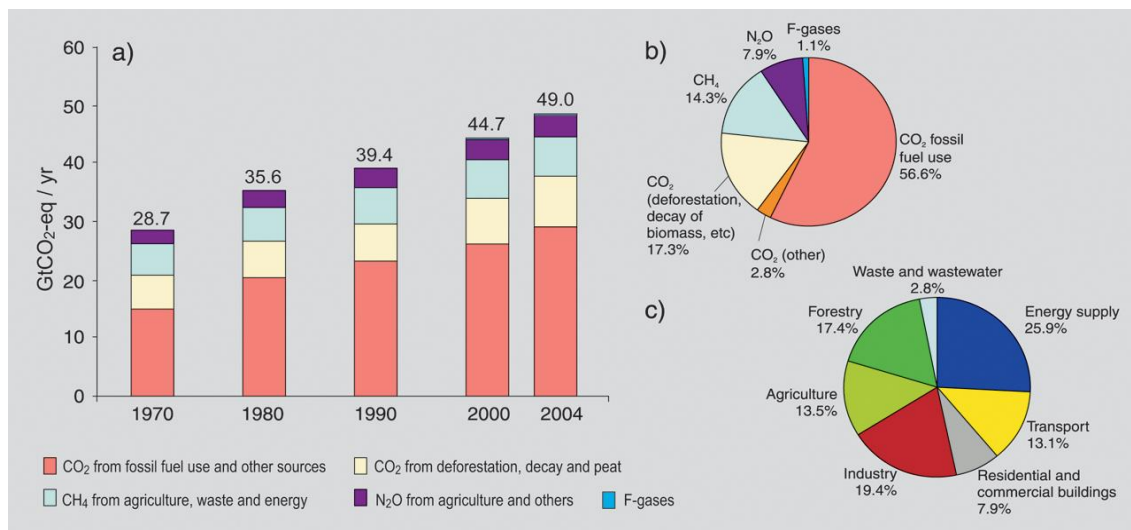 a)
GtCO₂-eq / yr
60
50
40
30
20
10
0
28.7
35.6
39.4
44.7
49.0
1970
1980
1990
2000
2004
CO₂ from fossil fuel use and other sources
CO₂ from deforestation, decay and peat
CH₄ from agriculture, waste and energy
N₂O from agriculture and others
F-gases
b)
F-gases
1.1%
N₂O
7.9%
CH₄
14.3%
CO₂ fossil
fuel use
56.6%
CO₂
(deforestation,
decay of
biomass, etc)
17.3%
CO₂ (other)
2.8%
c)
Waste and wastewater
2.8%
Forestry
17.4%
Energy supply
25.9%
Agriculture
13.5%
Transport
13.1%
Industry
19.4%
Residential and
commercial buildings
7.9%